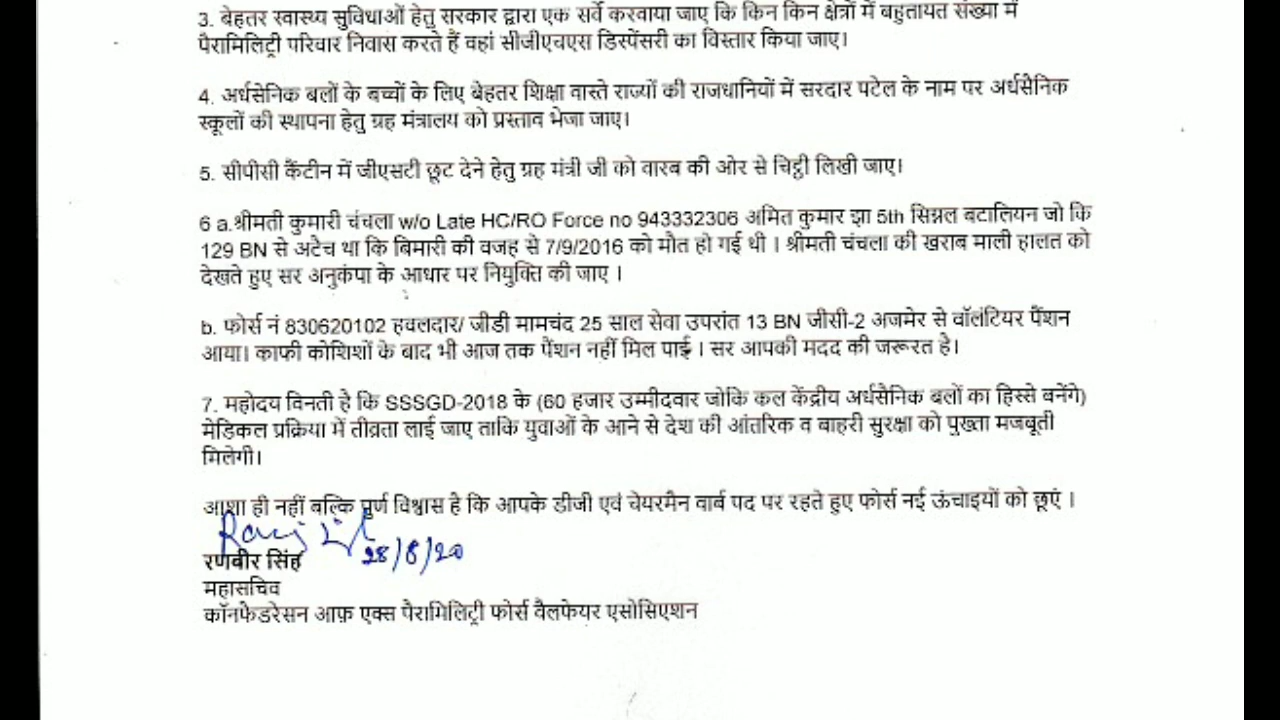 3. बेहतर स्वास्थ्य सुविधाओं हेतु सरकार द्वारा एक सर्वे करवाया जाए कि किन किन क्षेत्रों में बहुतायत संख्या में
पैरामिलिट्री परिवार निवास करते हैं वहां सीजीएचएस डिस्पेंसरी का विस्तार किया जाए।
4. अर्धसेनिक बलों के बच्चों के लिए बेहतर शिक्षा वास्ते राज्यों की राजधानियों में सरदार पटेल के नाम पर अर्धसैनिक
स्कूलों की स्थापना हेतु ग्रह मंत्रालय को प्रस्ताव भेजा जाए।
5. सीपीसी कैंटीन में जीएसटी छूट देने हेतु ग्रह मंत्री जी को वारब की ओर से चिट्ठी लिखी जाए।
6 a.श्रीमती कुमारी चंचला w/o Late HC/RO Force no 943332306 अमित कुमार झा 5th सिग्नल बटालियन जो कि
129 BN से अटेच था कि बिमारी की वजह से 7/9/2016 को मौत हो गई थी । श्रीमती चंचला की खराब माली हालत को
देखते हुए सर अनुकंपा के आधार पर नियुक्ति की जाए ।
b. फोर्स नं 830620102 हवलदार/ जीडी मामचंद 25 साल सेवा उपरांत 13 BN जीसी-2 अजमेर से वॉलंटियर पैंशन
आया। काफी कोशिशों के बाद भी आज तक पैंशन नहीं मिल पाई । सर आपकी मदद की जरूरत है।
7. महोदय विनती है कि SSSGD-2018 के (60 हजार उम्मीदवार जोकि कल केंद्रीय अर्धसैनिक बलों का हिस्से बनेंगे)
मेडिकल प्रक्रिया में तीव्रता लाई जाए ताकि युवाओं के आने से देश की आंतरिक व बाहरी सुरक्षा को पुख्ता मजबूती
मिलेगी।
आशा ही नहीं बल्कि पुर्ण विश्वास है कि आपके डीजी एवं चेयरमैन वार्ब पद पर रहते हुए फोर्स नई ऊंचाइयों को छूएं ।
28/8/20
रणबीर सिंह
महासचिव
कॉनफेडरेसन आफ़ एक्स पैरामिलिट्री फोर्स वैलफेयर एसोसिएशन